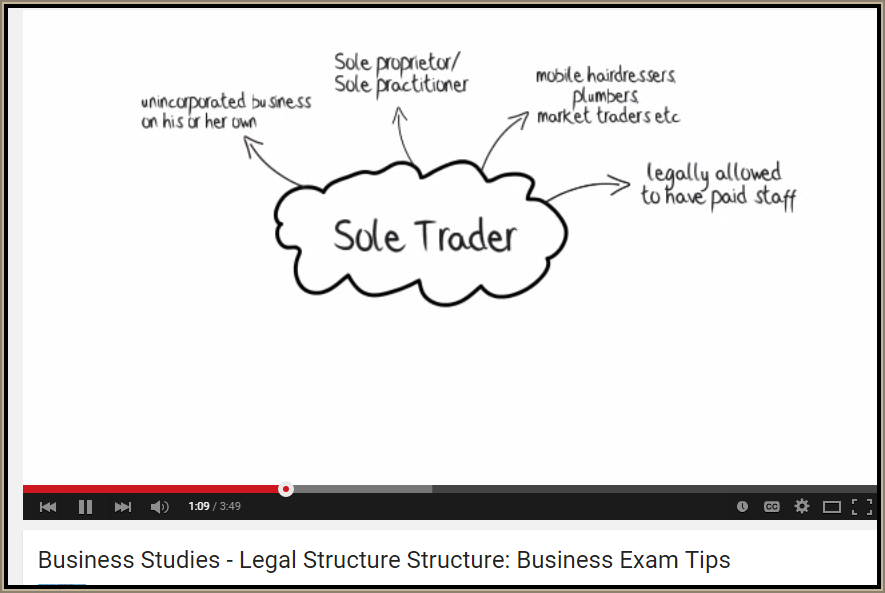 Sole proprietor/
Sole practitioner
mobile hairdressers
plumbers
market traders etc
unincorporated business
on his or her own
legally allowed
to have paid staff
Sole Trader
1:09 / 3:49
CC
Business Studies - Legal Structure Structure: Business Exam Tips